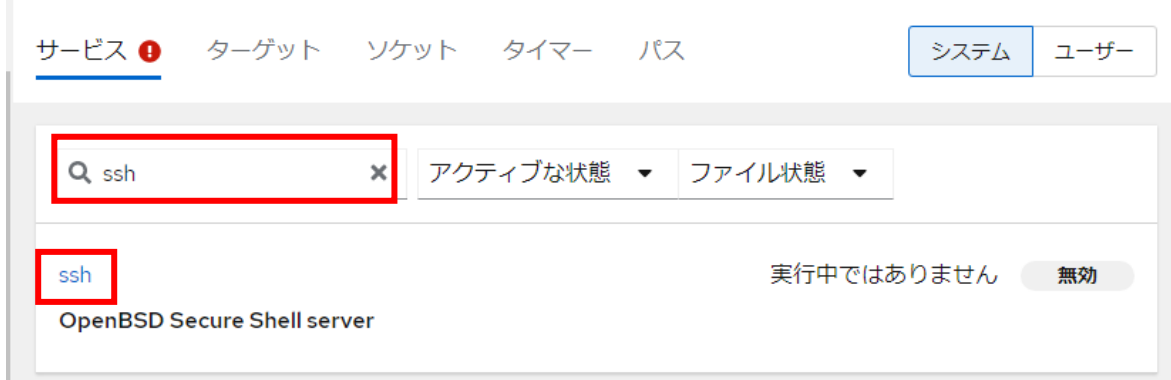 サービス ターゲット ソケット タイマー パス システム ユーザー
ssh アクティブな状態 ファイル状態
ssh 実行中ではありません 無効
OpenBSD Secure Shell server